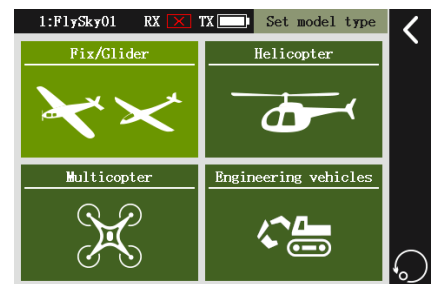 1:FlySky01 RX TX Set model type
Fix/Glider Helicopter
Multicopter Engineering vehicles